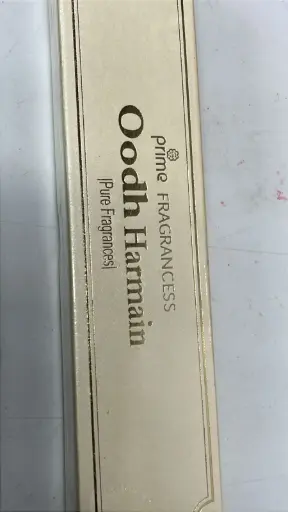 prime FRAGRANCESS
Oodh Harmain
|Pure Fragrances|